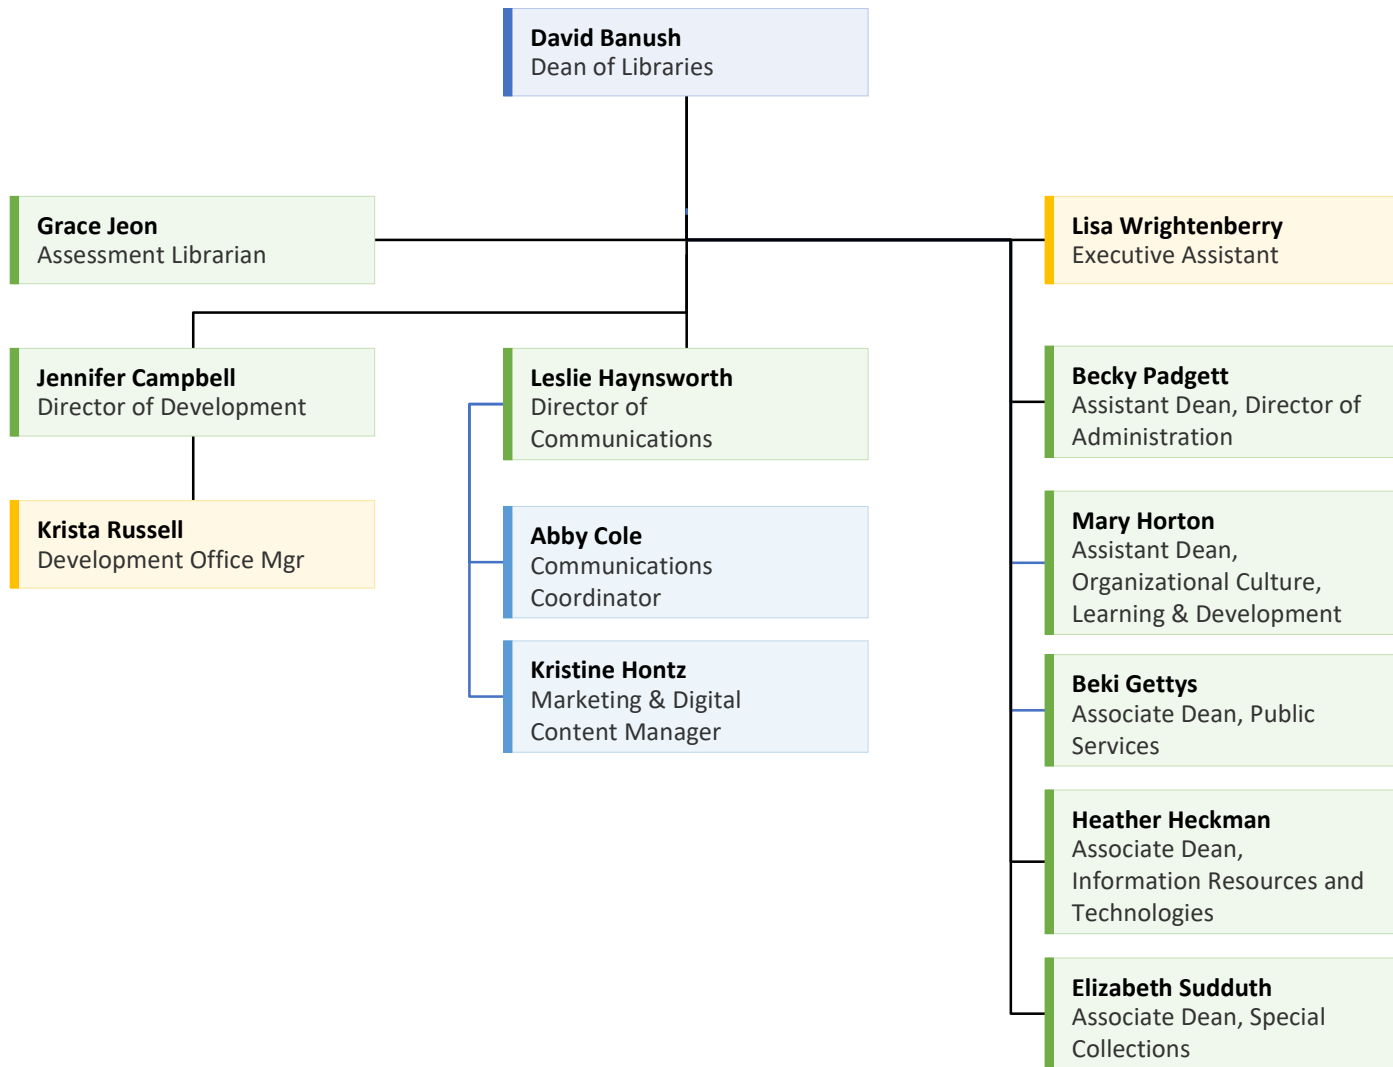 David Banush
Dean of Libraries
Grace Jeon
Assessment Librarian
Lisa Wrightenberry
Executive Assistant
Jennifer Campbell
Director of Development
Leslie Haynsworth
Director of
Communications
Becky Padgett
Assistant Dean, Director of
Administration
Krista Russell
Development Office Mgr
Abby Cole
Communications
Coordinator
Mary Horton
Assistant Dean,
Organizational Culture,
Learning & Development
Kristine Hontz
Marketing & Digital
Content Manager
Beki Gettys
Associate Dean, Public
Services
Heather Heckman
Associate Dean,
Information Resources and
Technologies
Elizabeth Sudduth
Associate Dean, Special
Collections